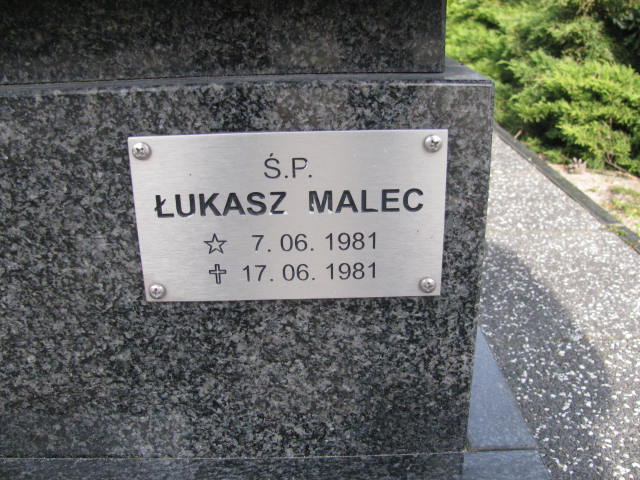 Ś.P.
ŁUKASZ MALEC
☆ 7. 06. 1981
✞ 17. 06. 1981